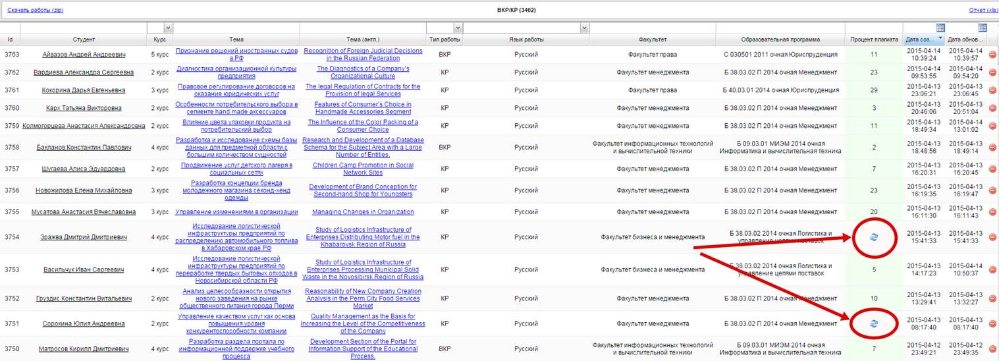 Скачать работы (zip) ВКР/КР (3402) Отчет (xls)
Id Студент Курс Тема Тема (англ.) Тип работы Язык работы Факультет Образовательная программа Процент плагиата Дата соз... Дата обнов...
3763 Айвазов Андрей Андреевич 5 курс Признание решений иностранных судов в РФ Recognition of Foreign Judicial Decisions in the Russian Federation ВКР Русский Факультет права С 030501 2011 очная Юриспруденция 11 2015-04-14 10:39:24 2015-04-14 10:39:57
3762 Вардиева Александра Сергеевна 2 курс Диагностика организационной культуры предприятия The Diagnostics of a Company's Organizational Culture КР Русский Факультет менеджмента Б 38.03.02 П 2014 очная Менеджмент 23 2015-04-14 09:53:55 2015-04-14 09:54:20
3761 Кокорина Дарья Евгеньевна 3 курс Правовое регулирование договоров на оказание юридических услуг The legal Regulation of Contracts for the Provision of legal Services КР Русский Факультет права Б 40.03.01 2014 очная Юриспруденция 29 2015-04-13 23:06:21 2015-04-13 23:06:45
3760 Карх Татьяна Викторовна 2 курс Особенности потребительского выбора в сегменте hand made аксессуаров Features of Consumer's Choice in Handmade Accessories Segment КР Русский Факультет менеджмента Б 38.03.02 П 2014 очная Менеджмент 3 2015-04-13 20:46:06 2015-04-13 20:51:04
3759 Колмогорцева Анастасия Александровна 2 курс Влияние цвета упаковки продукта на потребительский выбор The Influence of the Color Packing of a Consumer Choice КР Русский Факультет менеджмента Б 38.03.02 П 2014 очная Менеджмент 11 2015-04-13 18:49:34 2015-04-14 13:01:02
3758 Бакланов Константин Павлович 4 курс Разработка и исследование схемы базы данных для предметной области с большим количеством сущностей Research and Development of a Database Schema for the Subject Area with a Large Number of Entities. ВКР Русский Факультет информационных технологий и вычислительной техники Б 09.03.01 МИЭМ 2014 очная Информатика и вычислительная техника 2 2015-04-13 18:48:56 2015-04-13 18:49:14
3757 Шугаева Алиса Эдуардовна 2 курс Продвижение услуг детского лагеря в социальных сетях Children Camp Promotion in Social Network Sites КР Русский Факультет менеджмента Б 38.03.02 П 2014 очная Менеджмент 7 2015-04-13 16:20:31 2015-04-13 16:20:45
3756 Новожилова Елена Михайловна 3 курс Разработка концепции бренда молодежного магазина секонд-хенд одежды Development of Brand Conception for Second-hand Shop for Youngsters КР Русский Факультет менеджмента Б 38.03.02 П 2014 очная Менеджмент 23 2015-04-13 16:19:35 2015-04-13 16:19:47
3755 Мусатова Анастасия Вячеславовна 3 курс Управление изменениями в организации Managing Changes in Organization КР Русский Факультет менеджмента Б 38.03.02 П 2014 очная Менеджмент 20 2015-04-13 16:11:30 2015-04-13 16:11:43
3754 Зражва Дмитрий Дмитриевич 4 курс Исследование логистической инфраструктуры предприятий по распределению автомобильного топлива в Хабаровском крае РФ Study of Logistics Infrastructure of Enterprises Distributing Motor fuel in the Khabarovsk Region of Russia КР Русский Факультет бизнеса и менеджмента Б 38.03.02 2014 очная Логистика и управление цепями поставок 2015-04-13 15:41:33 2015-04-13 15:41:33
3753 Васильчук Иван Сергеевич 4 курс Исследование логистической инфраструктуры предприятий по переработке твердых бытовых отходов в Новосибирской области РФ Study of Logistics Infrastructure of Enterprises Processing Municipal Solid Waste in the Novosibirsk Region of Russia КР Русский Факультет бизнеса и менеджмента Б 38.03.02 2014 очная Логистика и управление цепями поставок 5 2015-04-13 14:17:23 2015-04-14 10:50:37
3752 Груздис Константин Витальевич 2 курс Анализ целесообразности открытия нового заведения на рынке общественного питания города Перми Reasonability of New Company Creation Analysis in the Perm City Food Services Market КР Русский Факультет менеджмента Б 38.03.02 П 2014 очная Менеджмент 10 2015-04-13 13:29:41 2015-04-13 13:32:27
3751 Сорокина Юлия Андреевна 2 курс Управление качеством услуг как основа повышения уровня конкурентоспособности компании Quality Management as the Basis for Increasing the Level of the Competitiveness of the Company КР Русский Факультет менеджмента Б 38.03.02 П 2014 очная Менеджмент 2015-04-13 08:17:40 2015-04-13 08:17:40
3750 Матросов Кирилл Дмитриевич 4 курс Разработка раздела портала по информационной поддержке учебного процесса Development Section of the Portal for Information Support of the Educational Process. ВКР Русский Факультет информационных технологий и вычислительной техники Б 09.03.01 МИЭМ 2014 очная Информатика и вычислительная техника 7 2015-04-12 23:49:21 2015-04-12 23:49:35